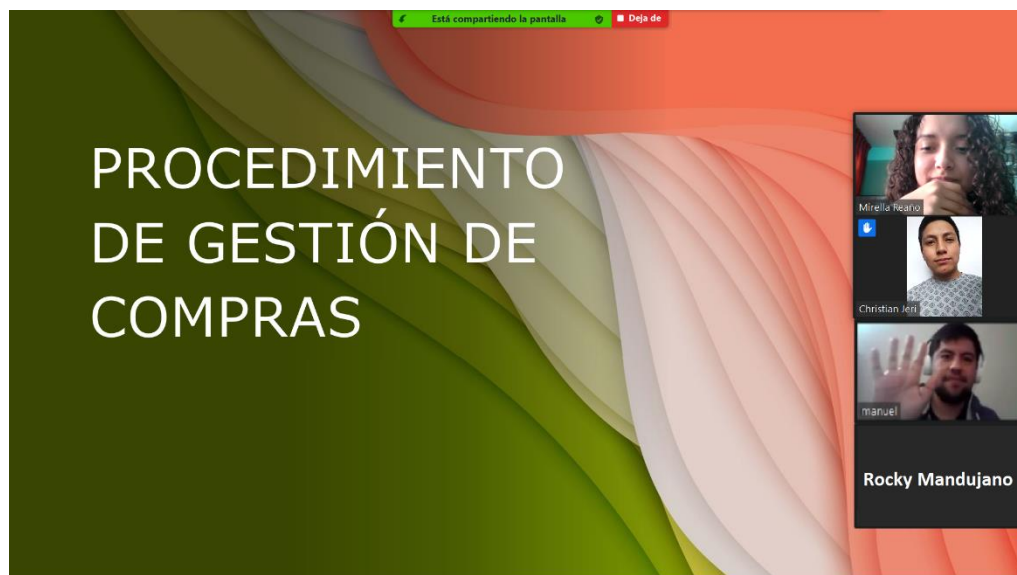 Está compartiendo la pantalla
Deja de
PROCEDIMIENTO
DE GESTIÓN DE
COMPRAS
Mirella Reaño
Christian Jeri
manuel
Rocky Mandujano